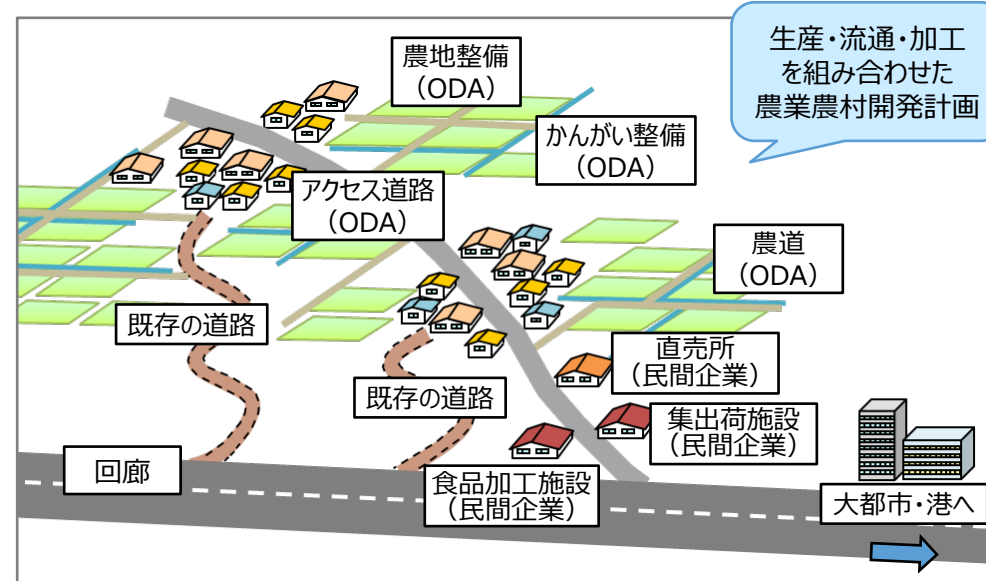 生産・流通・加工
を組み合わせた
農業農村開発計画
農地整備
(ODA)
かんがい整備
(ODA)
アクセス道路
(ODA)
農道
(ODA)
既存の道路
直売所
(民間企業)
既存の道路
集出荷施設
(民間企業)
回廊
食品加工施設
(民間企業)
大都市・港へ